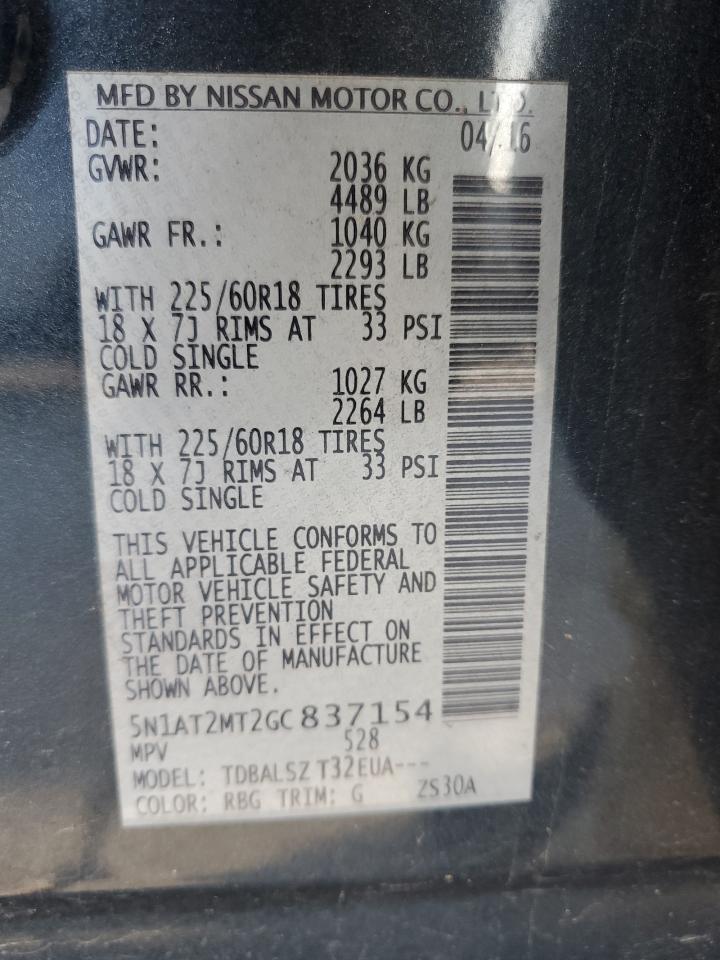 MFD BY NISSAN MOTOR CO., LTD.
DATE: 04/16
GVWR: 2036 KG
4489 LB
GAWR FR.: 1040 KG
2293 LB
WITH 225/60R18 TIRES
18 X 7J RIMS AT 33 PSI
COLD SINGLE
GAWR RR.: 1027 KG
2264 LB
WITH 225/60R18 TIRES
18 X 7J RIMS AT 33 PSI
COLD SINGLE
THIS VEHICLE CONFORMS TO
ALL APPLICABLE FEDERAL
MOTOR VEHICLE SAFETY AND
THEFT PREVENTION
STANDARDS IN EFFECT ON
THE DATE OF MANUFACTURE
SHOWN ABOVE.
5N1AT2MT2GC837154
MPV 528
MODEL: TDBALSZ T32EUA---
COLOR: RBG TRIM: G ZS30A